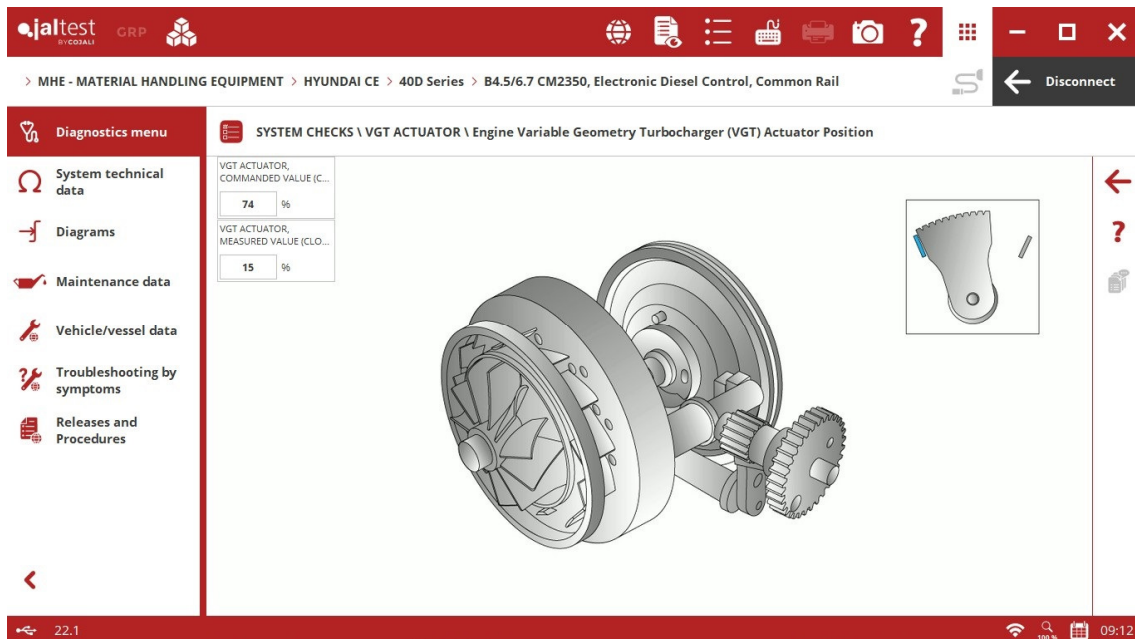 jaltest
BY COJALI
GRP
?
> MHE - MATERIAL HANDLING EQUIPMENT > HYUNDAI CE > 40D Series > B4.5/6.7 CM2350, Electronic Diesel Control, Common Rail
Disconnect
Diagnostics menu
SYSTEM CHECKS \ VGT ACTUATOR \ Engine Variable Geometry Turbocharger (VGT) Actuator Position
System technical
data
Diagrams
Maintenance data
Vehicle/vessel data
Troubleshooting by
symptoms
Releases and
Procedures
VGT ACTUATOR,
COMMANDED VALUE (C...
74 %
VGT ACTUATOR,
MEASURED VALUE (CLO...
15 %
?
22.1
100 %
09:12